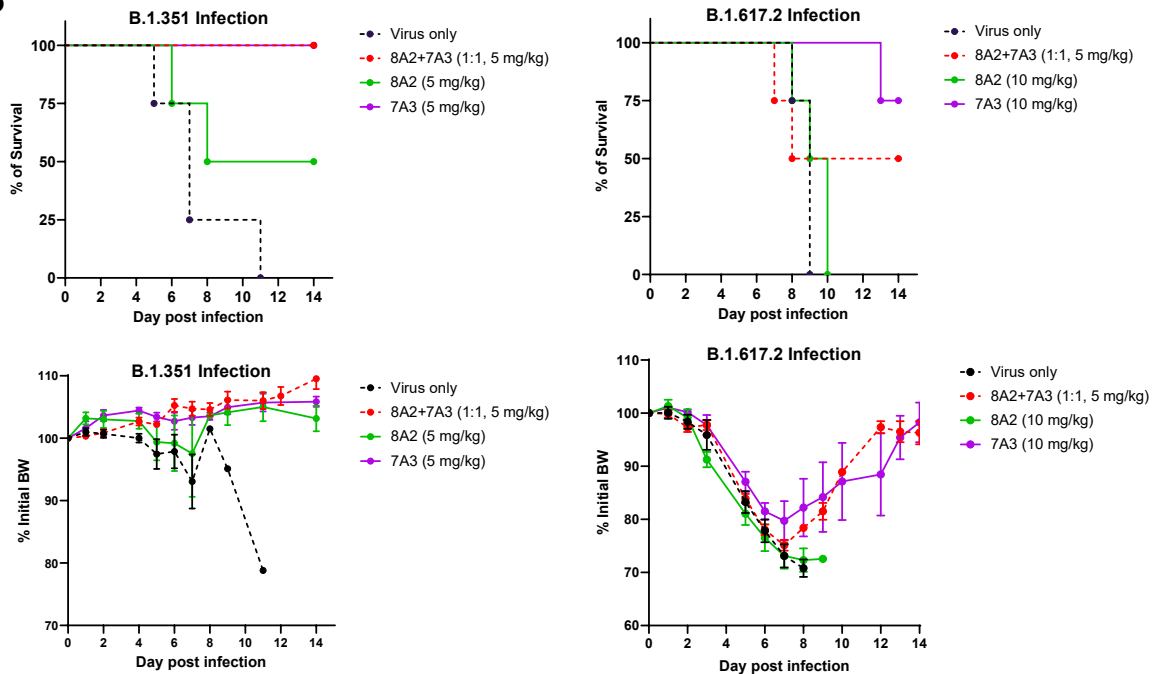 B.1.351 Infection
100
75
50
25
0
% of Survival
0 2 4 6 8 10 12 14
Day post infection
Virus only
8A2+7A3 (1:1, 5 mg/kg)
8A2 (5 mg/kg)
7A3 (5 mg/kg)
B.1.617.2 Infection
100
75
50
25
0
% of Survival
0 2 4 6 8 10 12 14
Day post infection
Virus only
8A2+7A3 (1:1, 5 mg/kg)
8A2 (10 mg/kg)
7A3 (10 mg/kg)
B.1.351 Infection
110
100
90
80
70
% Initial BW
0 2 4 6 8 10 12 14
Day post infection
Virus only
8A2+7A3 (1:1, 5 mg/kg)
8A2 (5 mg/kg)
7A3 (5 mg/kg)
B.1.617.2 Infection
110
100
90
80
70
60
% Initial BW
0 2 4 6 8 10 12 14
Day post infection
Virus only
8A2+7A3 (1:1, 5 mg/kg)
8A2 (10 mg/kg)
7A3 (10 mg/kg)